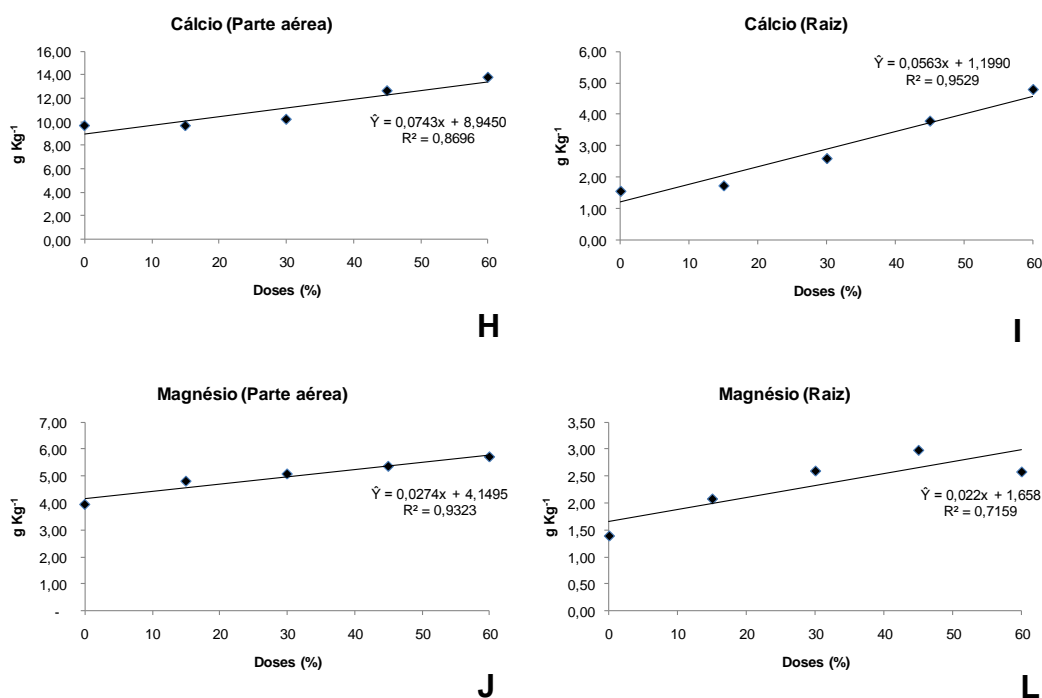 Cálcio (Parte aérea)
16,00
14,00
12,00
10,00
8,00
6,00
4,00
2,00
0,00
g Kg⁻¹
Ŷ = 0,0743x + 8,9450
R² = 0,8696
0 10 20 30 40 50 60
Doses (%)
H
Cálcio (Raiz)
6,00
5,00
4,00
3,00
2,00
1,00
0,00
g Kg⁻¹
Ŷ = 0,0563x + 1,1990
R² = 0,9529
0 10 20 30 40 50 60
Doses (%)
I
Magnésio (Parte aérea)
7,00
6,00
5,00
4,00
3,00
2,00
1,00
-
g Kg⁻¹
Ŷ = 0,0274x + 4,1495
R² = 0,9323
0 10 20 30 40 50 60
Doses (%)
J
Magnésio (Raiz)
3,50
3,00
2,50
2,00
1,50
1,00
0,50
0,00
g Kg⁻¹
Ŷ = 0,022x + 1,658
R² = 0,7159
0 10 20 30 40 50 60
Doses (%)
L